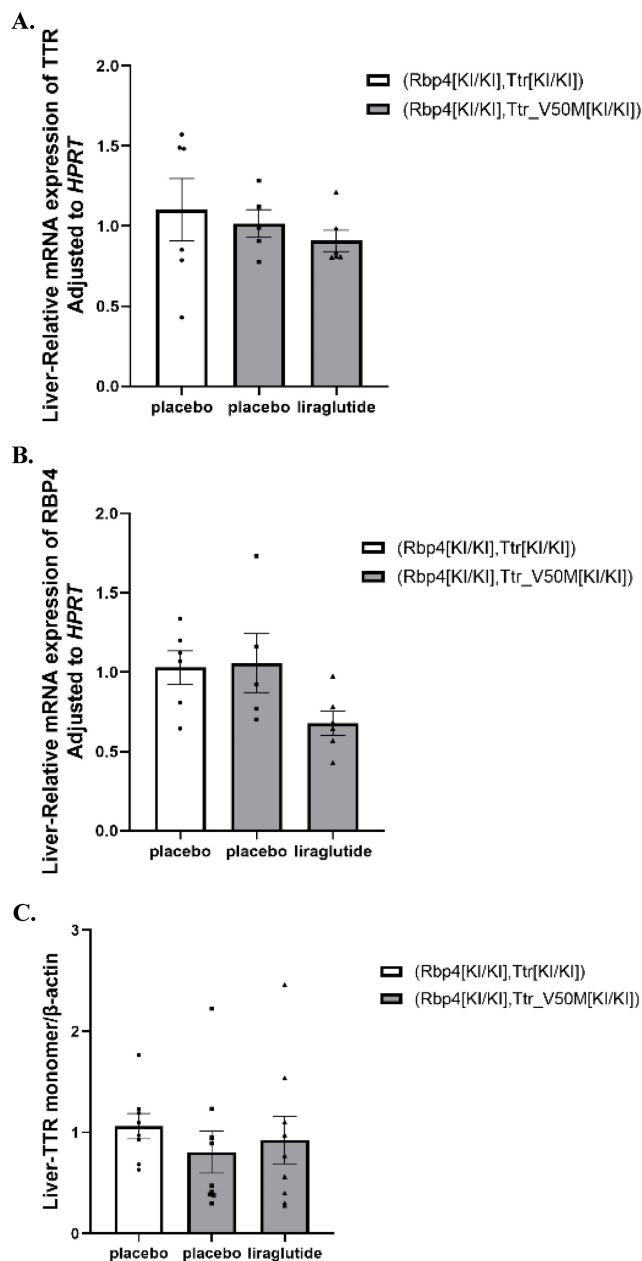 A.
Liver-Relative mRNA expression of TTR
Adjusted to HPRT
2.0
1.5
1.0
0.5
0.0
placebo placebo liraglutide
(Rbp4[KI/KI],Ttr[KI/KI])
(Rbp4[KI/KI],Ttr_V50M[KI/KI])
B.
Liver-Relative mRNA expression of RBP4
Adjusted to HPRT
2.0
1.5
1.0
0.5
0.0
placebo placebo liraglutide
(Rbp4[KI/KI],Ttr[KI/KI])
(Rbp4[KI/KI],Ttr_V50M[KI/KI])
C.
Liver-TTR monomer/β-actin
3
2
1
0
placebo placebo liraglutide
(Rbp4[KI/KI],Ttr[KI/KI])
(Rbp4[KI/KI],Ttr_V50M[KI/KI])